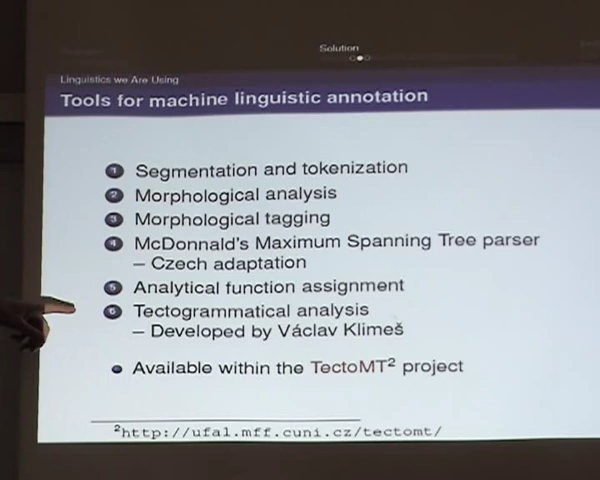 Solution
Linguistics we Are Using
Tools for machine linguistic annotation
1 Segmentation and tokenization
2 Morphological analysis
3 Morphological tagging
4 McDonnald's Maximum Spanning Tree parser
– Czech adaptation
5 Analytical function assignment
6 Tectogrammatical analysis
– Developed by Václav Klimeš
• Available within the TectoMT² project
²http://ufal.mff.cuni.cz/tectomt/